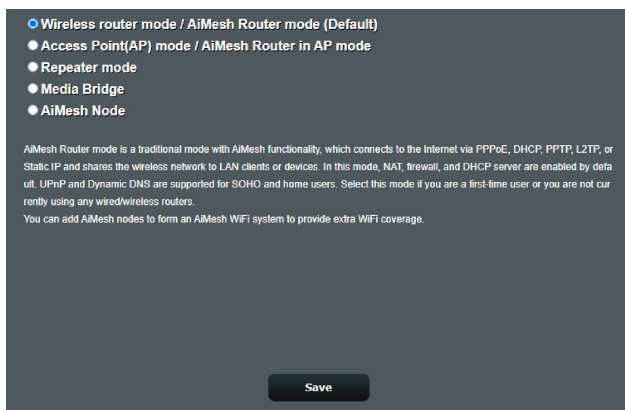 Wireless router mode / AiMesh Router mode (Default)
Access Point(AP) mode / AiMesh Router in AP mode
Repeater mode
Media Bridge
AiMesh Node
AiMesh Router mode is a traditional mode with AiMesh functionality, which connects to the Internet via PPPoE, DHCP, PPTP, L2TP, or
Static IP and shares the wireless network to LAN clients or devices. In this mode, NAT, firewall, and DHCP server are enabled by defa
ult. UPnP and Dynamic DNS are supported for SOHO and home users. Select this mode if you are a first-time user or you are not cur
rently using any wired/wireless routers.
You can add AiMesh nodes to form an AiMesh WiFi system to provide extra WiFi coverage.
Save